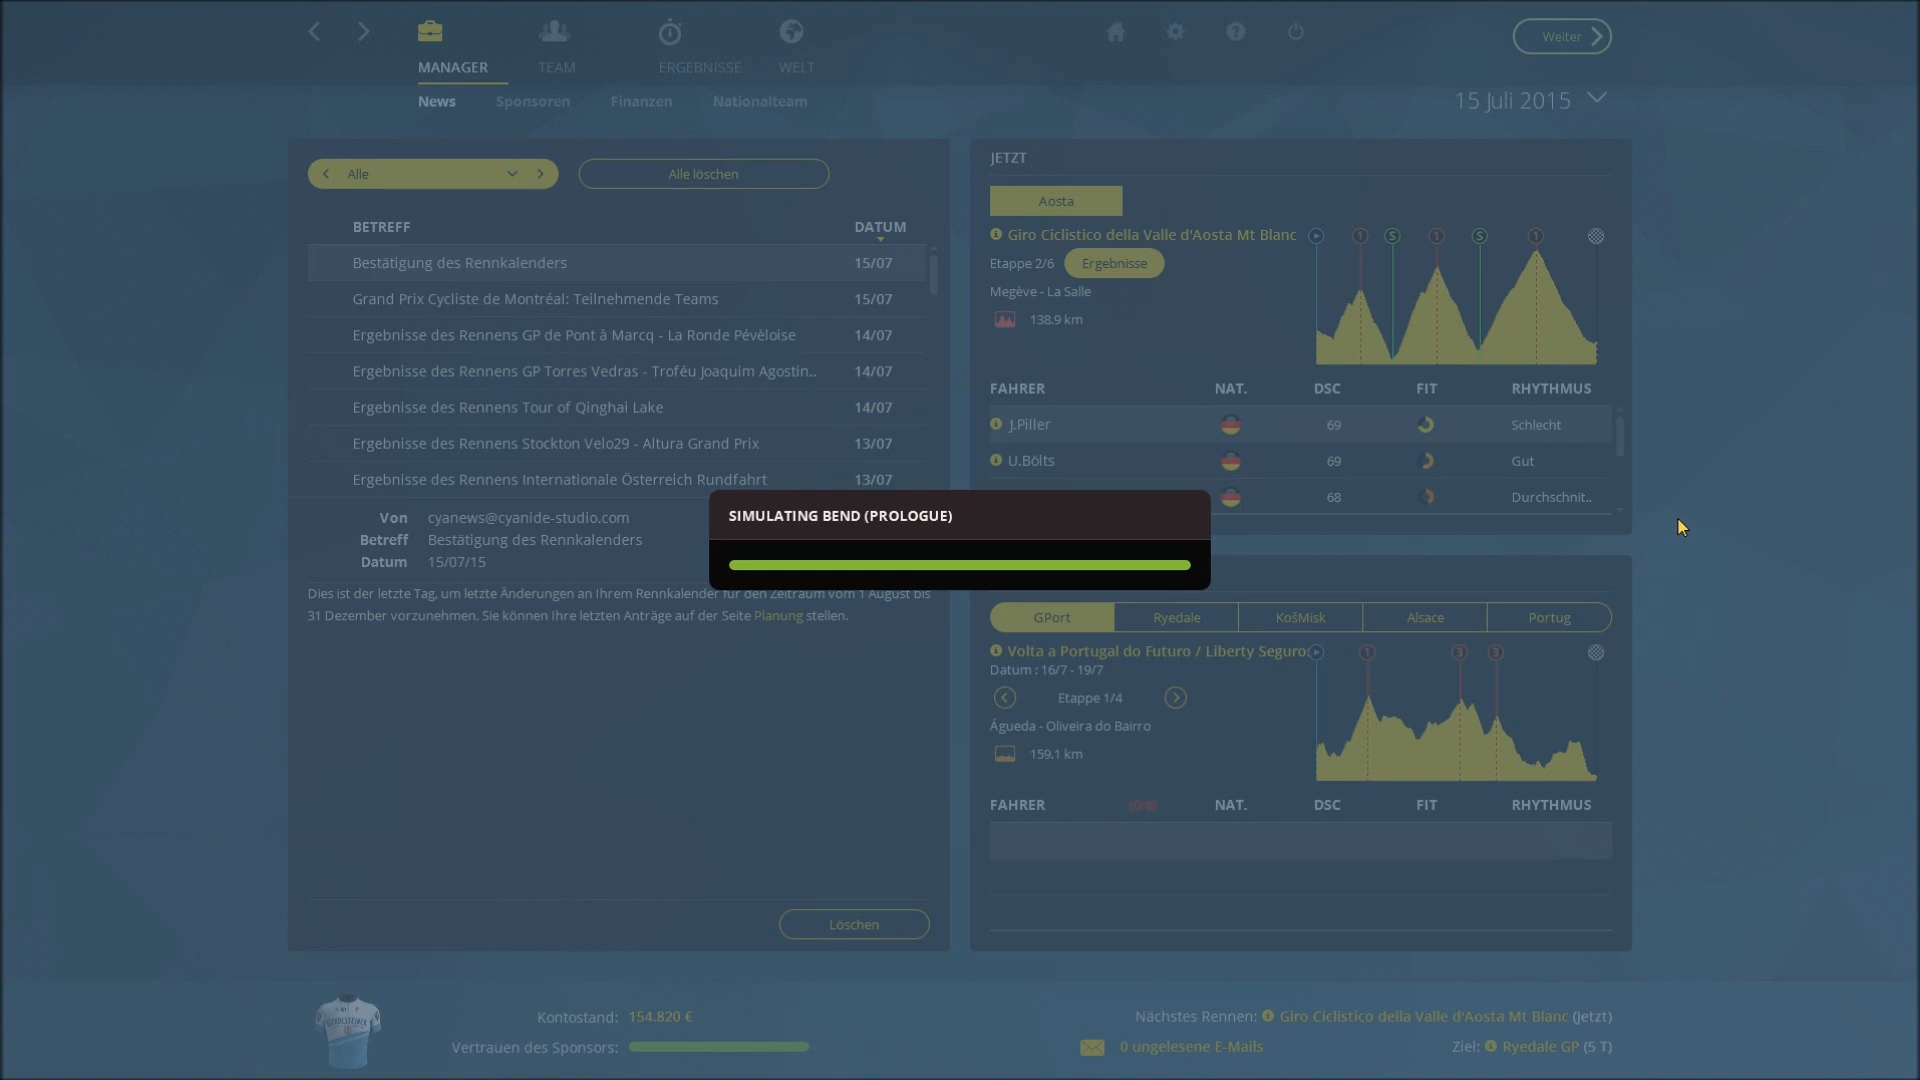 MANAGER
TEAM
ERGEBNISSE
WELT
Weiter
News
Sponsoren
Finanzen
Nationalteam
15 Juli 2015
Alle
Alle löschen
BETREFF DATUM
Bestätigung des Rennkalenders 15/07
Grand Prix Cycliste de Montréal: Teilnehmende Teams 15/07
Ergebnisse des Rennens GP de Pont à Marcq - La Ronde Pévèloise 14/07
Ergebnisse des Rennens GP Torres Vedras - Troféu Joaquim Agostin.. 14/07
Ergebnisse des Rennens Tour of Qinghai Lake 14/07
Ergebnisse des Rennens Stockton Velo29 - Altura Grand Prix 13/07
Ergebnisse des Rennens Internationale Österreich Rundfahrt 13/07
Von cyanews@cyanide-studio.com
Betreff Bestätigung des Rennkalenders
Datum 15/07/15
Dies ist der letzte Tag, um letzte Änderungen an Ihrem Rennkalender für den Zeitraum vom 1 August bis
31 Dezember vorzunehmen. Sie können Ihre letzten Anträge auf der Seite Planung stellen.
Löschen
SIMULATING BEND (PROLOGUE)
JETZT
Aosta
Giro Ciclistico della Valle d'Aosta Mt Blanc
1 S 1 S 1
Etappe 2/6 Ergebnisse
Megève - La Salle
138.9 km
FAHRER NAT. DSC FIT RHYTHMUS
J.Piller 69 Schlecht
U.Bölts 69 Gut
68 Durchschnit..
GPort
Ryedale
KošMisk
Alsace
Portug
Volta a Portugal do Futuro / Liberty Seguro
1 3 3
Datum : 16/7 - 19/7
Etappe 1/4
Águeda - Oliveira do Bairro
159.1 km
FAHRER (0/8) NAT. DSC FIT RHYTHMUS
Kontostand: 154.820 €
Vertrauen des Sponsors:
Nächstes Rennen: Giro Ciclistico della Valle d'Aosta Mt Blanc (Jetzt)
0 ungelesene E-Mails
Ziel: Ryedale GP (5 T)